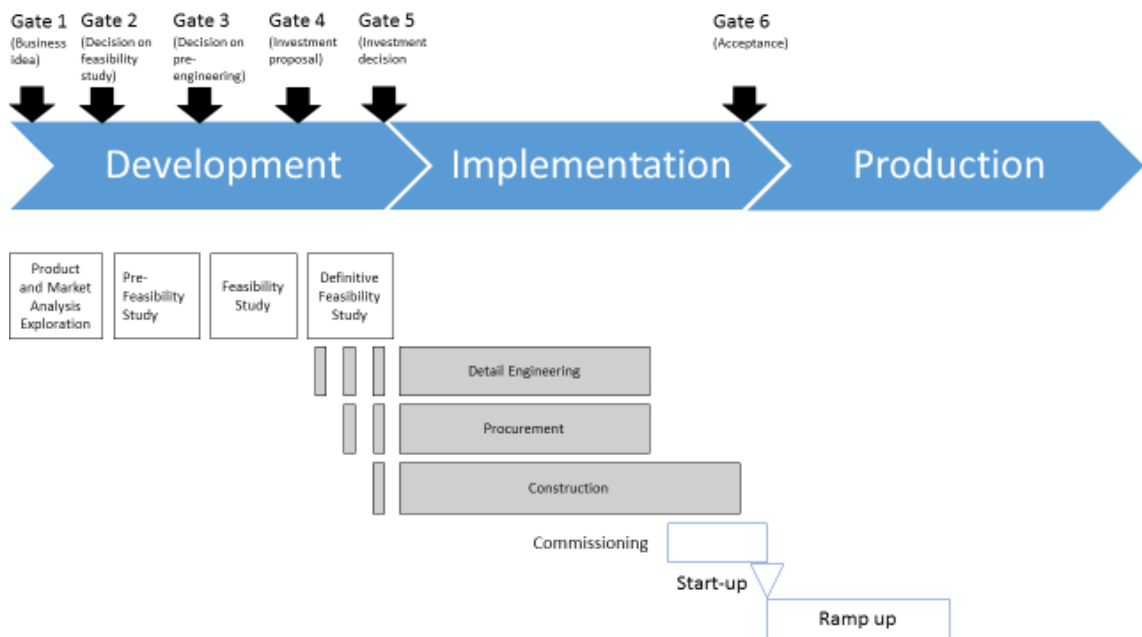 Gate 1
(Business
idea)
Gate 2
(Decision on
feasibility
study)
Gate 3
(Decision on
pre-
engineering)
Gate 4
(Investment
proposal)
Gate 5
(Investment
decision
Gate 6
(Acceptance)
Development
Implementation
Production
Product
and Market
Analysis
Exploration
Pre-
Feasibility
Study
Feasibility
Study
Definitive
Feasibility
Study
Detail Engineering
Procurement
Construction
Commissioning
Start-up
Ramp up